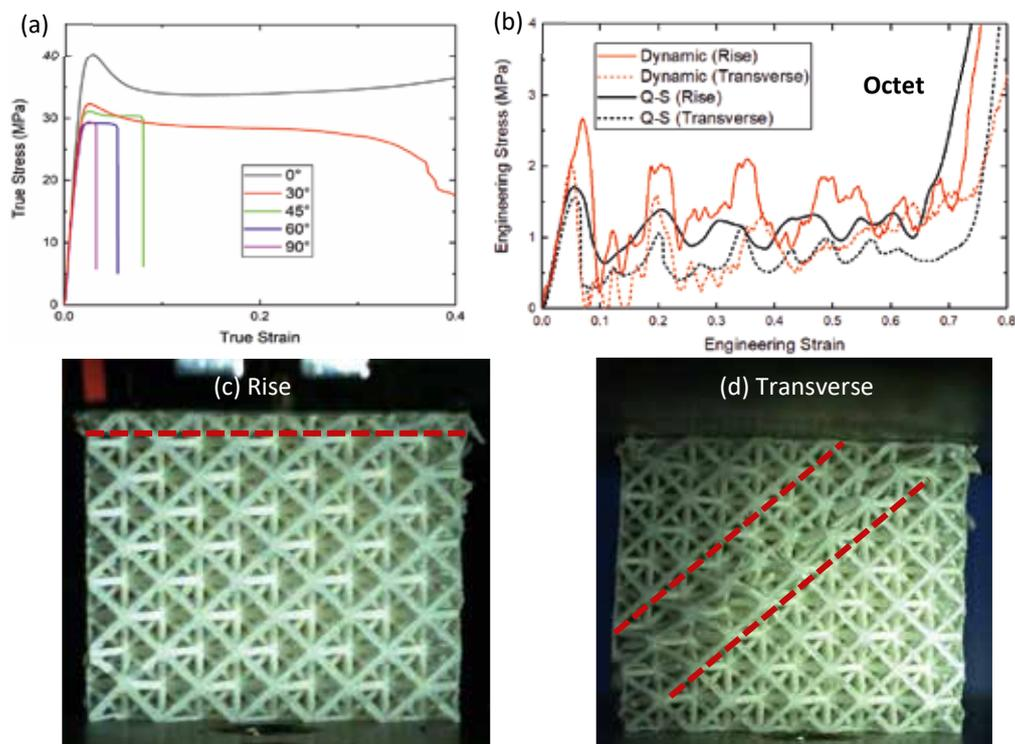 (a)
True Stress (MPa)
40
30
20
10
0
0°
30°
45°
60°
90°
0.0
0.2
0.4
True Strain
(b)
Engineering Stress (MPa)
4
3
2
1
0
Dynamic (Rise)
Dynamic (Transverse)
Q-S (Rise)
Q-S (Transverse)
Octet
0.0 0.1 0.2 0.3 0.4 0.5 0.6 0.7 0.8
Engineering Strain
(c) Rise
(d) Transverse